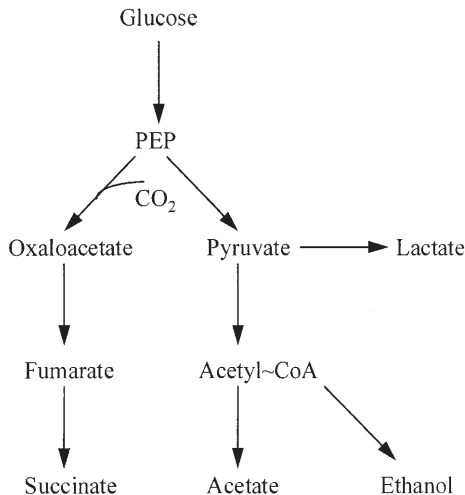 Glucose
PEP
CO2
Oxaloacetate Pyruvate Lactate
Fumarate Acetyl~CoA
Succinate Acetate Ethanol